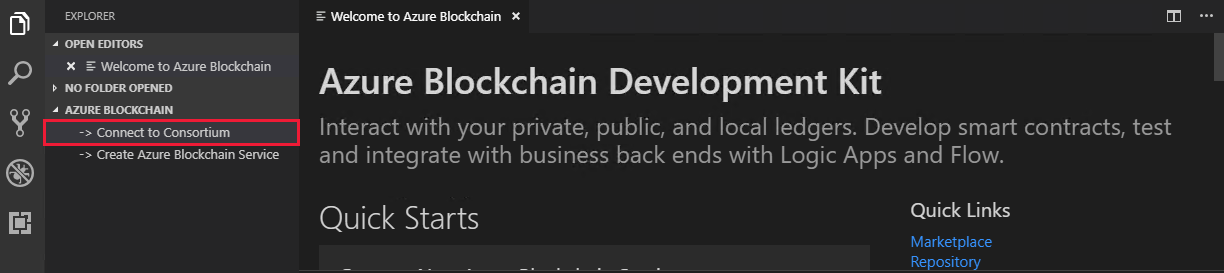 EXPLORER
OPEN EDITORS
Welcome to Azure Blockchain
NO FOLDER OPENED
AZURE BLOCKCHAIN
-> Connect to Consortium
-> Create Azure Blockchain Service
Welcome to Azure Blockchain
Azure Blockchain Development Kit
Interact with your private, public, and local ledgers. Develop smart contracts, test
and integrate with business back ends with Logic Apps and Flow.
Quick Starts
Quick Links
Marketplace
Repository